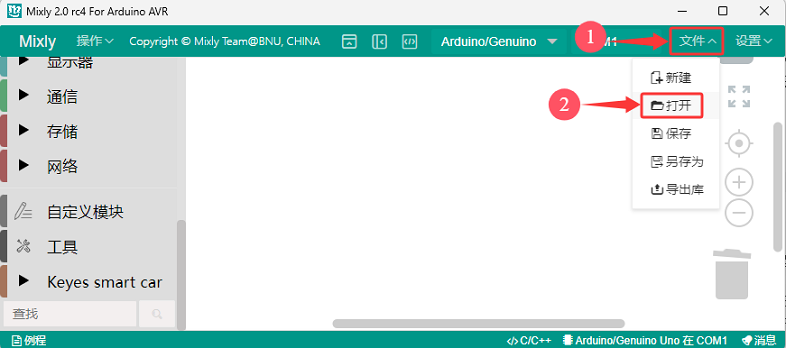 Mixly 2.0 rc4 For Arduino AVR
Mixly 操作 Copyright © Mixly Team@BNU, CHINA Arduino/Genuino 1 文件 设置
显示器
通信
存储
网络
自定义模块
工具
Keyes smart car
查找
新建
2 打开
保存
另存为
导出库
例程 C/C++ Arduino/Genuino Uno 在 COM1 消息